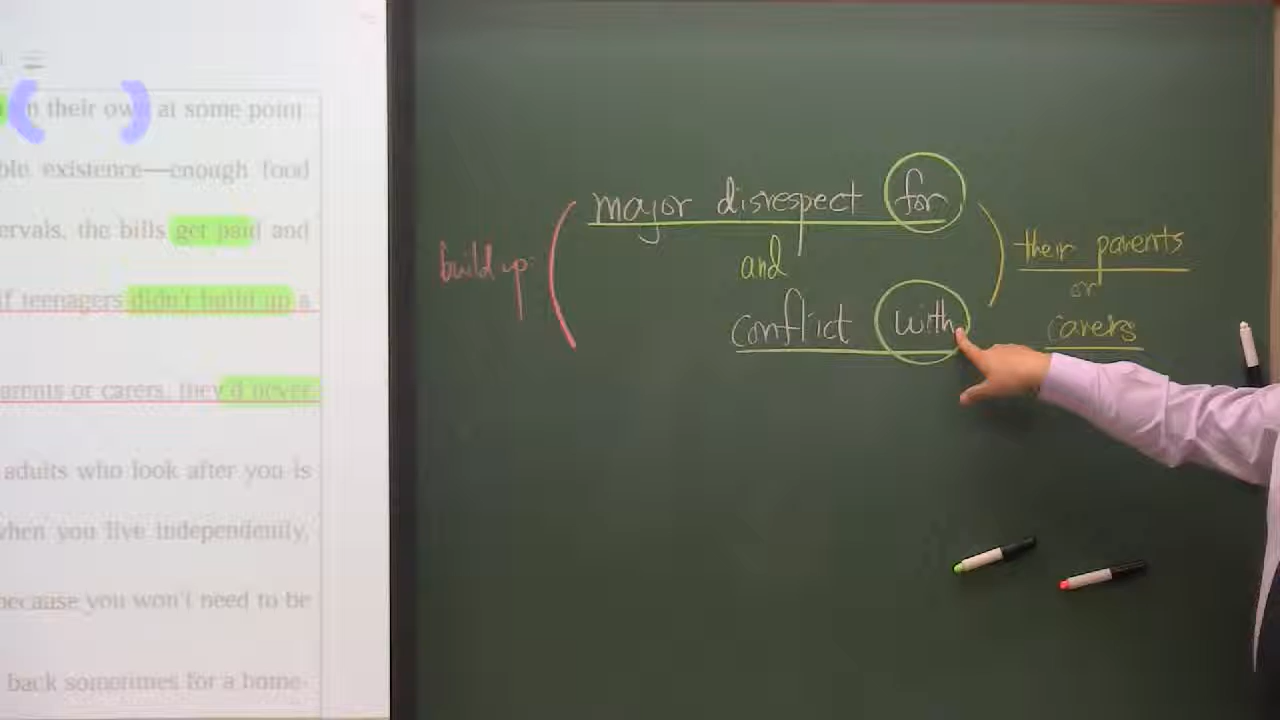 n their own at some point
ble existence—enough food
ervals, the bills get paid and
if teenagers didn't build up a
arents or carers, they'd never
adults who look after you is
when you live independently,
because you won't need to be
back sometimes for a home-
build up
major disrespect for
and
conflict with
their parents
or
carers